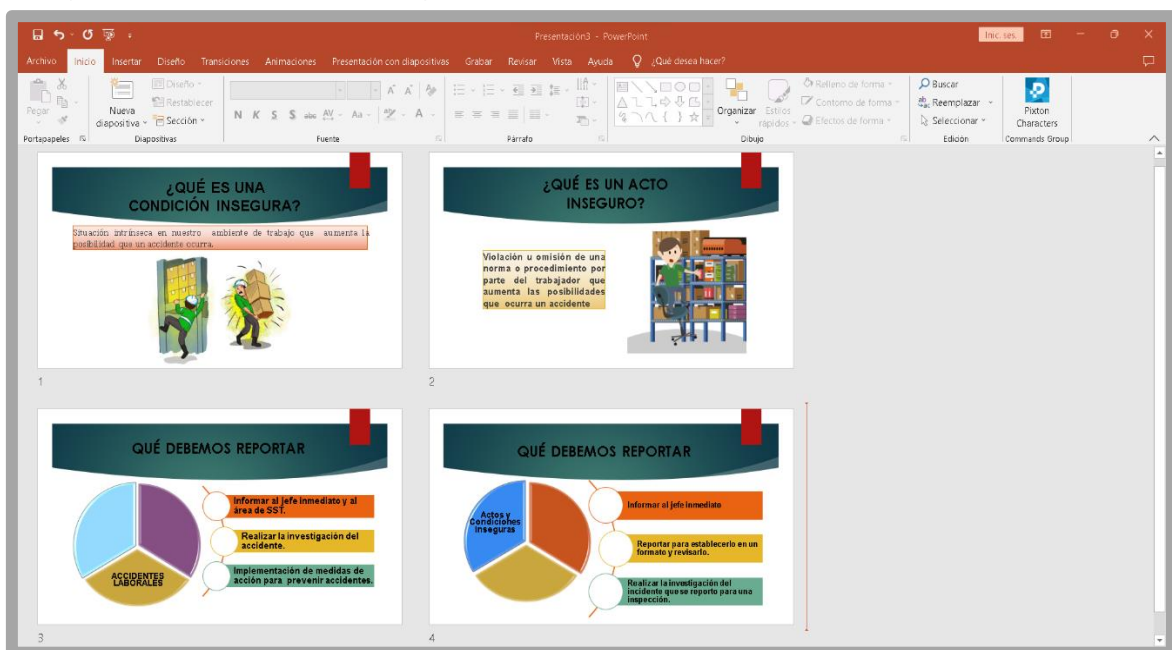 Presentación3 - PowerPoint
Inic. ses.
Archivo Inicio Insertar Diseño Transiciones Animaciones Presentación con diapositivas Grabar Revisar Vista Ayuda ¿Qué desea hacer?
Pegar
Nueva
diapositiva
Diseño
Restablecer
Sección
N K S S abc AV Aa A
Organizar
Estilos
rápidos
Relleno de forma
Contorno de forma
Efectos de forma
Buscar
Reemplazar
Seleccionar
Pixton
Characters
Portapapeles Diapositivas Fuente Párrafo Dibujo Edición Commands Group
¿QUÉ ES UNA
CONDICIÓN INSEGURA?
Situación intrínseca en nuestro ambiente de trabajo que aumenta la
posibilidad que un accidente ocurra.
1
¿QUÉ ES UN ACTO
INSEGURO?
Violación u omisión de una
norma o procedimiento por
parte del trabajador que
aumenta las posibilidades
que ocurra un accidente
2
QUÉ DEBEMOS REPORTAR
ACCIDENTES
LABORALES
Informar al jefe inmediato y al
área de SST.
Realizar la investigación del
accidente.
Implementación de medidas de
acción para prevenir accidentes.
3
QUÉ DEBEMOS REPORTAR
Actos y
Condiciones
Inseguras
Informar al jefe inmediato
Reportar para establecerlo en un
formato y revisarlo.
Realizar la investigación del
incidente que se reporto para una
inspección.
4